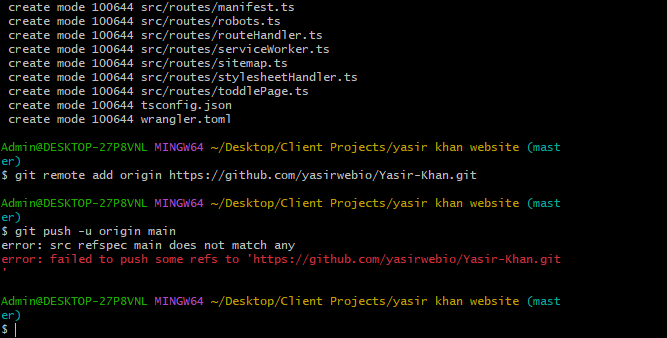 create mode 100644 src/routes/manifest.ts
create mode 100644 src/routes/robots.ts
create mode 100644 src/routes/routeHandler.ts
create mode 100644 src/routes/serviceWorker.ts
create mode 100644 src/routes/sitemap.ts
create mode 100644 src/routes/stylesheetHandler.ts
create mode 100644 src/routes/toddlePage.ts
create mode 100644 tsconfig.json
create mode 100644 wrangler.toml
Admin@DESKTOP-27P8VNL MINGW64 ~/Desktop/Client Projects/yasir khan website (mast
er)
$ git remote add origin https://github.com/yasirwebio/Yasir-Khan.git
Admin@DESKTOP-27P8VNL MINGW64 ~/Desktop/Client Projects/yasir khan website (mast
er)
$ git push -u origin main
error: src refspec main does not match any
error: failed to push some refs to 'https://github.com/yasirwebio/Yasir-Khan.git
'
Admin@DESKTOP-27P8VNL MINGW64 ~/Desktop/Client Projects/yasir khan website (mast
er)
$